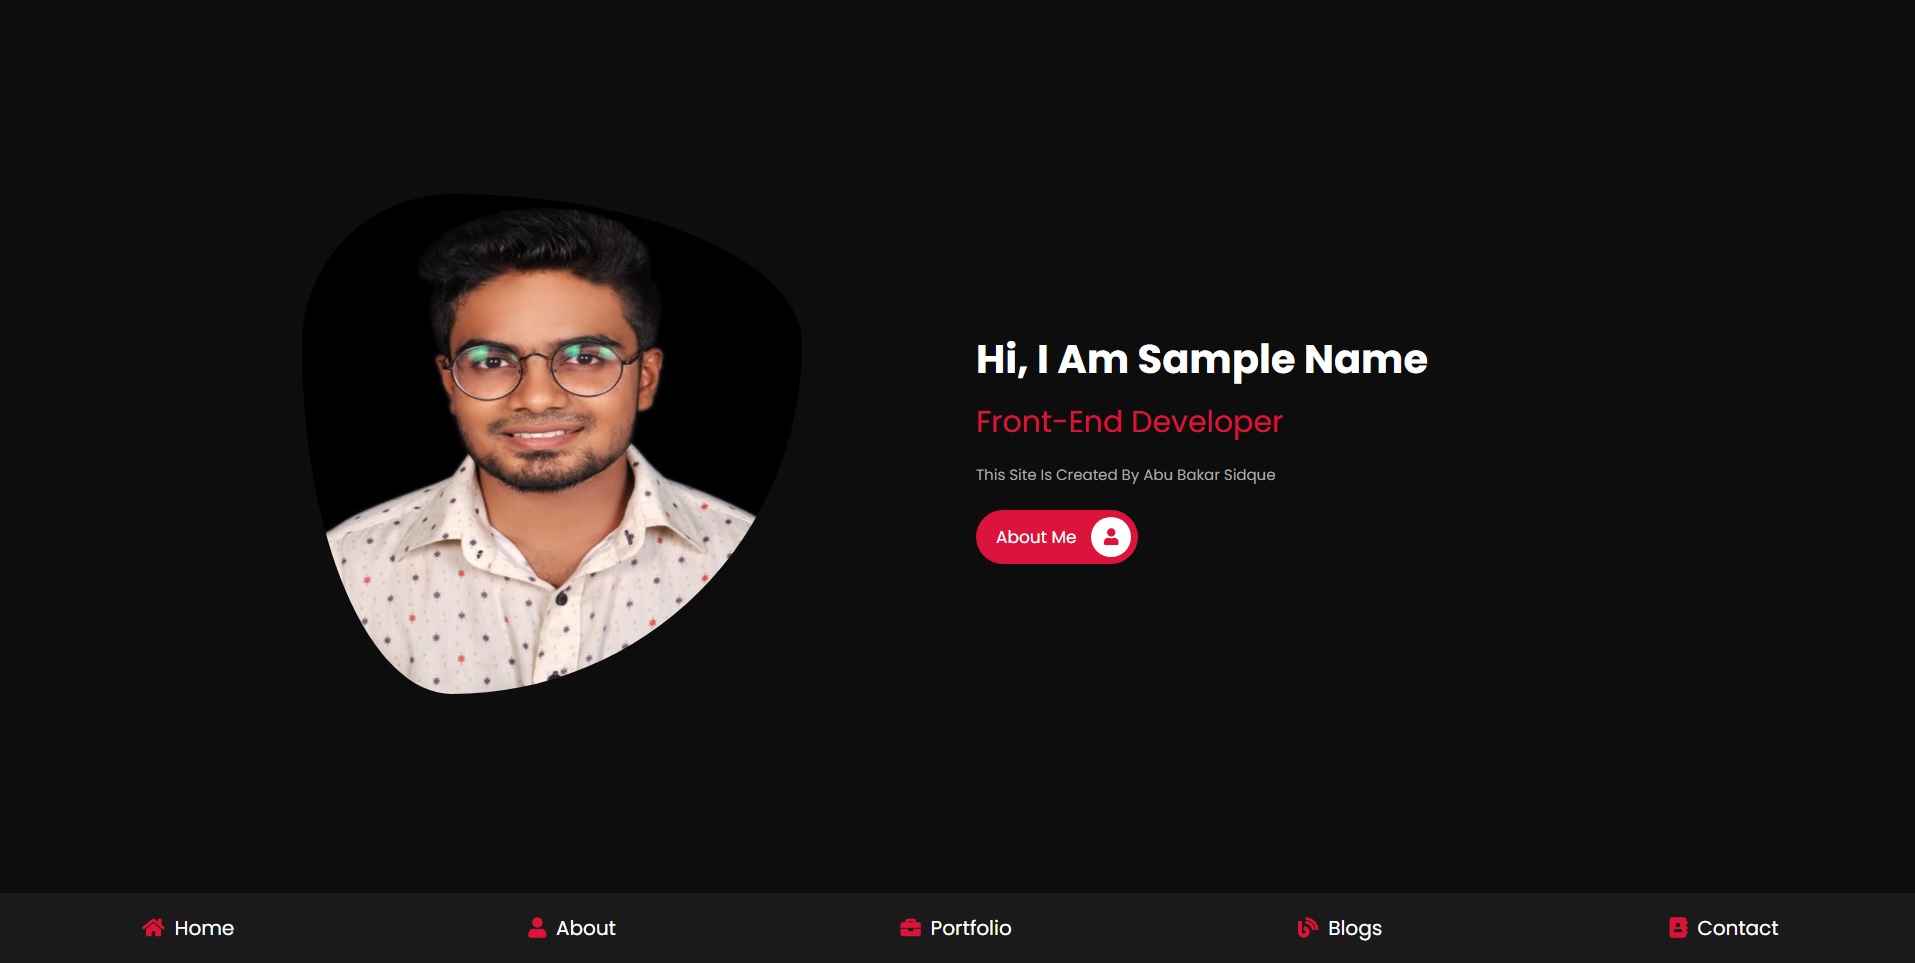 Hi, I Am Sample Name
Front-End Developer
This Site Is Created By Abu Bakar Sidque
About Me
Home
About
Portfolio
Blogs
Contact